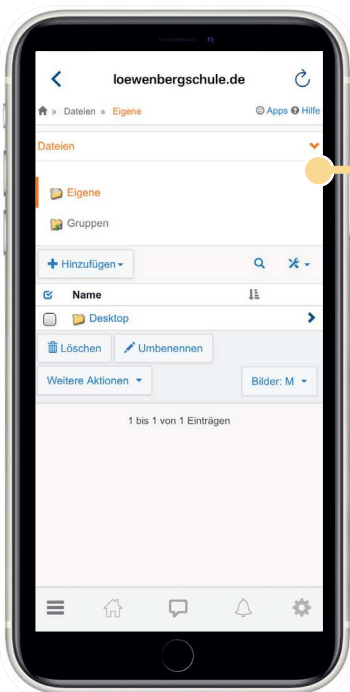 loewenbergschule.de
» Dateien » Eigene Apps Hilfe
Dateien
Eigene
Gruppen
Hinzufügen
Name
Desktop
Löschen Umbenennen
Weitere Aktionen Bilder: M
1 bis 1 von 1 Einträgen